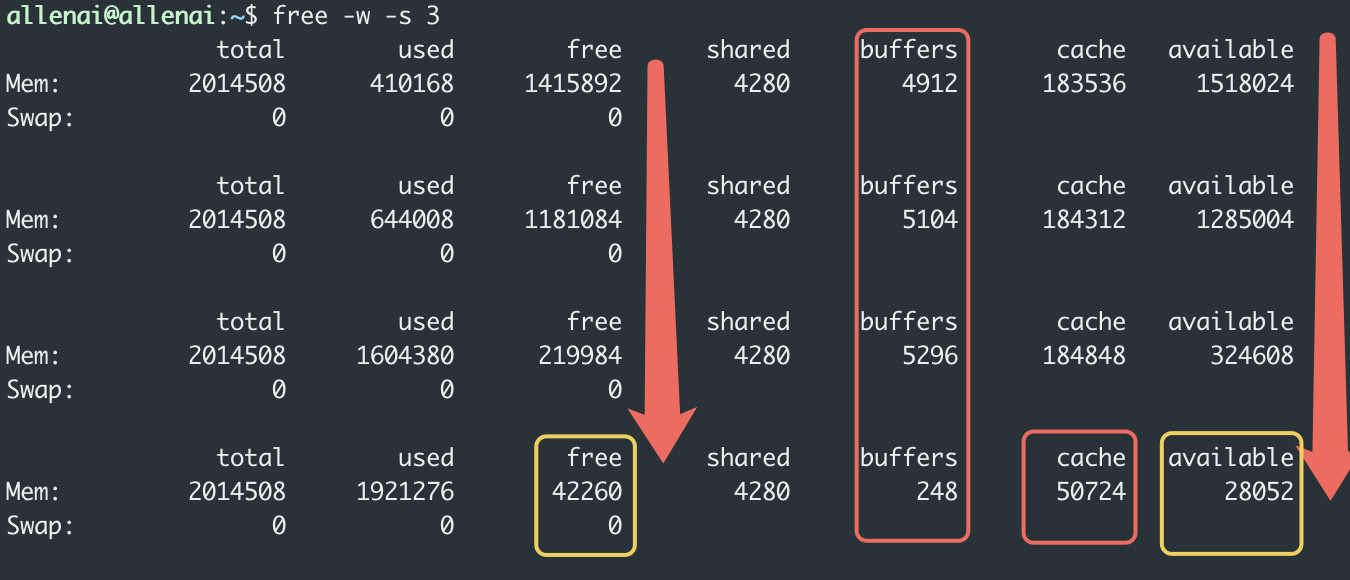 allenai@allenai:~$ free -w -s 3
total used free shared buffers cache available
Mem: 2014508 410168 1415892 4280 4912 183536 1518024
Swap: 0 0 0
total used free shared buffers cache available
Mem: 2014508 644008 1181084 4280 5104 184312 1285004
Swap: 0 0 0
total used free shared buffers cache available
Mem: 2014508 1604380 219984 4280 5296 184848 324608
Swap: 0 0 0
total used free shared buffers cache available
Mem: 2014508 1921276 42260 4280 248 50724 28052
Swap: 0 0 0